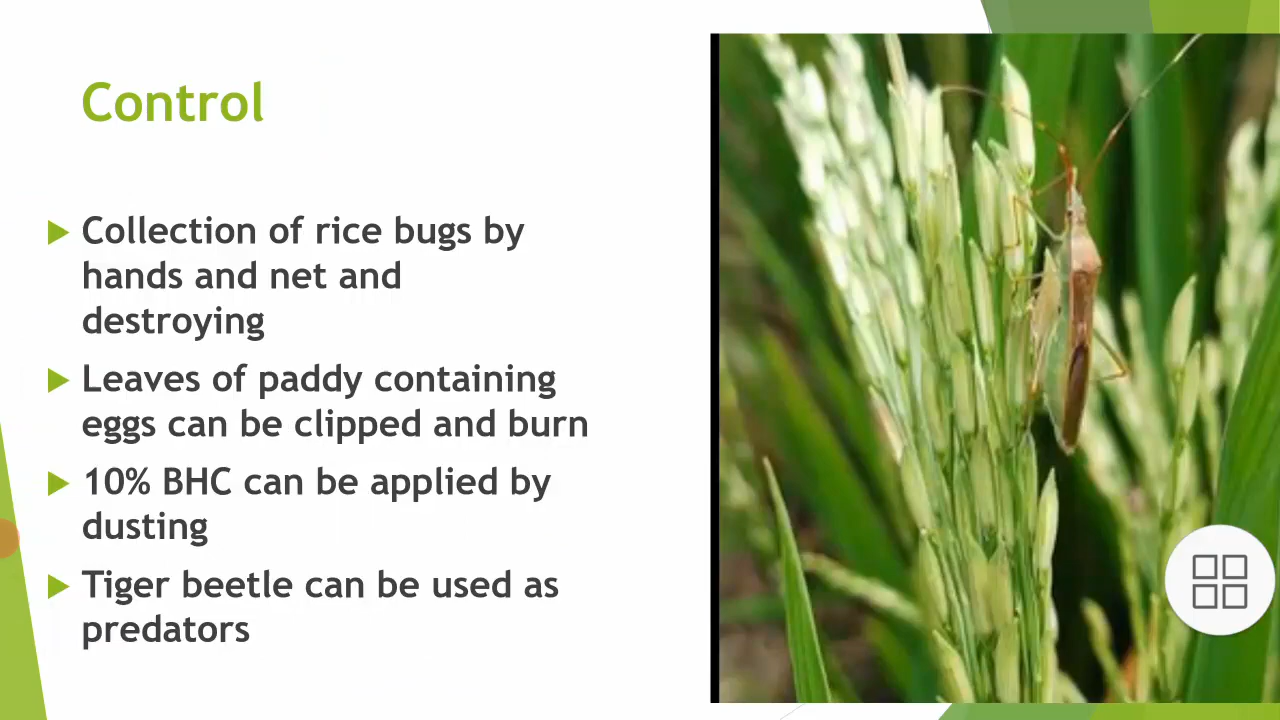 Control
Collection of rice bugs by
hands and net and
destroying
Leaves of paddy containing
eggs can be clipped and burn
10% BHC can be applied by
dusting
Tiger beetle can be used as
predators